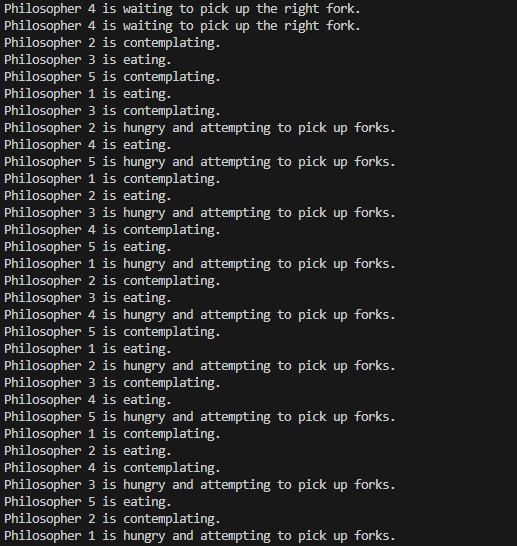 Philosopher 4 is waiting to pick up the right fork.
Philosopher 4 is waiting to pick up the right fork.
Philosopher 2 is contemplating.
Philosopher 3 is eating.
Philosopher 5 is contemplating.
Philosopher 1 is eating.
Philosopher 3 is contemplating.
Philosopher 2 is hungry and attempting to pick up forks.
Philosopher 4 is eating.
Philosopher 5 is hungry and attempting to pick up forks.
Philosopher 1 is contemplating.
Philosopher 2 is eating.
Philosopher 3 is hungry and attempting to pick up forks.
Philosopher 4 is contemplating.
Philosopher 5 is eating.
Philosopher 1 is hungry and attempting to pick up forks.
Philosopher 2 is contemplating.
Philosopher 3 is eating.
Philosopher 4 is hungry and attempting to pick up forks.
Philosopher 5 is contemplating.
Philosopher 1 is eating.
Philosopher 2 is hungry and attempting to pick up forks.
Philosopher 3 is contemplating.
Philosopher 4 is eating.
Philosopher 5 is hungry and attempting to pick up forks.
Philosopher 1 is contemplating.
Philosopher 2 is eating.
Philosopher 4 is contemplating.
Philosopher 3 is hungry and attempting to pick up forks.
Philosopher 5 is eating.
Philosopher 2 is contemplating.
Philosopher 1 is hungry and attempting to pick up forks.